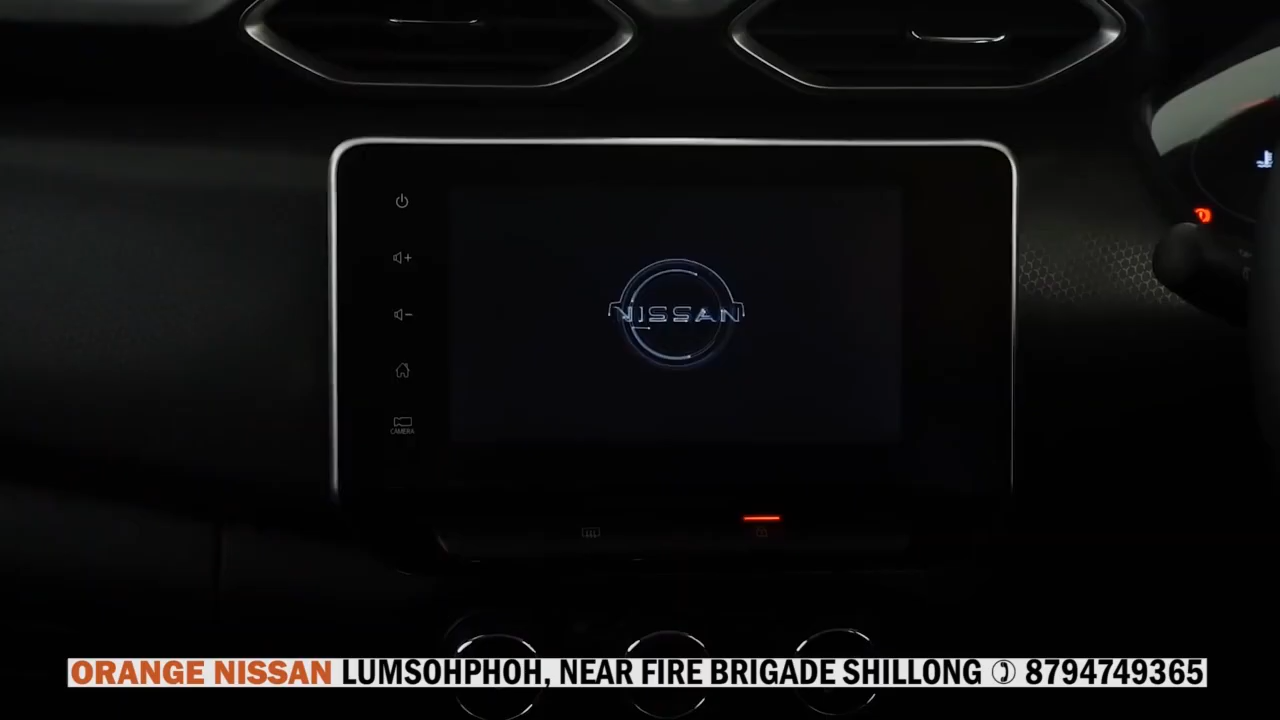 NISSAN
CAMERA
ORANGE NISSAN LUMSOHPHOH, NEAR FIRE BRIGADE SHILLONG ✆ 8794749365